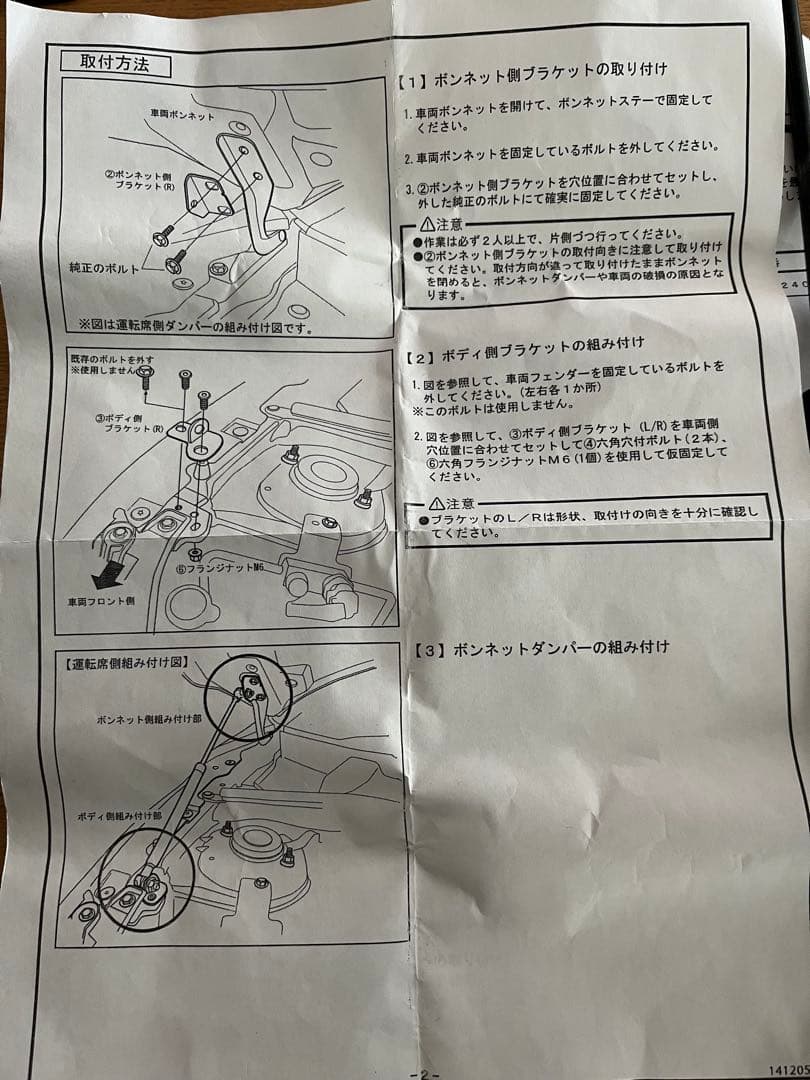 取付方法
車両ボンネット
②ボンネット側
ブラケット(R)
純正のボルト
※図は運転席側ダンパーの組み付け図です。
【1】ボンネット側ブラケットの取り付け
1.車両ボンネットを開けて、ボンネットステーで固定して
ください。
2.車両ボンネットを固定しているボルトを外してください。
3.②ボンネット側ブラケットを穴位置に合わせてセットし、
外した純正のボルトにて確実に固定してください。
⚠注意
●作業は必ず2人以上で、片側づつ行ってください。
●②ボンネット側ブラケットの取付向きに注意して取り付け
てください。取付方向が違って取り付けたままボンネット
を閉めると、ボンネットダンパーや車両の破損の原因とな
ります。
既存のボルトを外す
※使用しません
③ボディ側
ブラケット(R)
⑥フランジナットM6
車両フロント側
【2】ボディ側ブラケットの組み付け
1.図を参照して、車両フェンダーを固定しているボルトを
外してください。(左右各1か所)
※このボルトは使用しません。
2.図を参照して、③ボディ側ブラケット (L/R)を車両側
穴位置に合わせてセットして④六角穴付ボルト(2本)、
⑥六角フランジナットM6(1個)を使用して仮固定して
ください。
⚠注意
●ブラケットのL/Rは形状、取付けの向きを十分に確認し
てください。
【運転席側組み付け図】
ボンネット側組み付け部
ボディ側組み付け部
【3】ボンネットダンパーの組み付け
-2-
141205
240